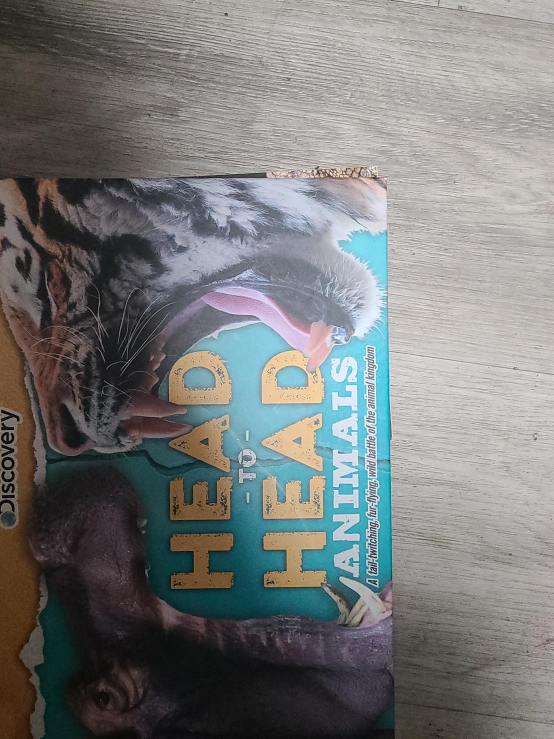 Discovery
HEAD
- TO -
HEAD
ANIMALS
A tail-twitching, fur-flying, wild battle of the animal kingdom